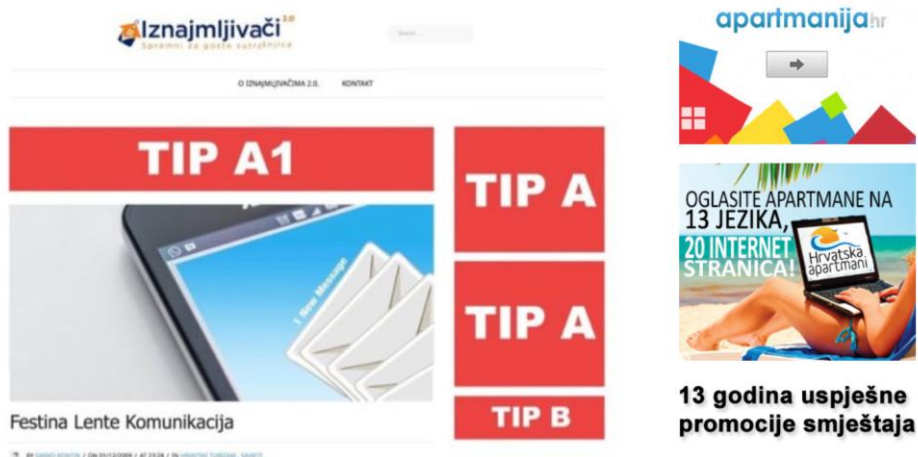 Iznajmljivači 2.0
Spremni za goste sutrašnjice
Search...
O IZNAJMLJIVAČIMA 2.0. KONTAKT
TIP A1
TIP A
1 New Message
TIP A
TIP B
Festina Lente Komunikacija
apartmanija.hr
OGLASITE APARTMANE NA
13 JEZIKA,
20 INTERNET
STRANICA!
Hrvatska
apartmani
13 godina uspješne
promocije smještaja